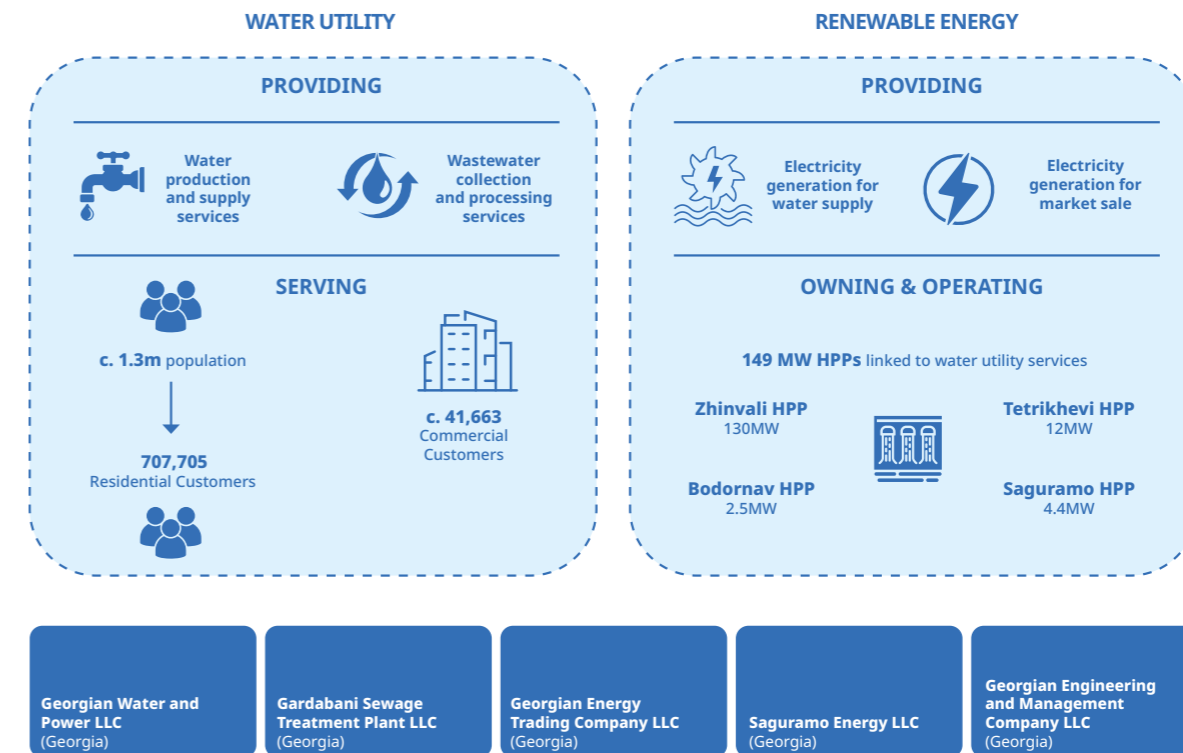 WATER UTILITY
PROVIDING
Water
production
and supply
services
Wastewater
collection
and processing
services
SERVING
c. 1.3m population
707,705
Residential Customers
c. 41,663
Commercial
Customers
RENEWABLE ENERGY
PROVIDING
Electricity
generation for
water supply
Electricity
generation for
market sale
OWNING & OPERATING
149 MW HPPs linked to water utility services
Zhinvali HPP
130MW
Tetrikhevi HPP
12MW
Bodornav HPP
2.5MW
Saguramo HPP
4.4MW
Georgian Water and
Power LLC
(Georgia)
Gardabani Sewage
Treatment Plant LLC
(Georgia)
Georgian Energy
Trading Company LLC
(Georgia)
Saguramo Energy LLC
(Georgia)
Georgian Engineering
and Management
Company LLC
(Georgia)